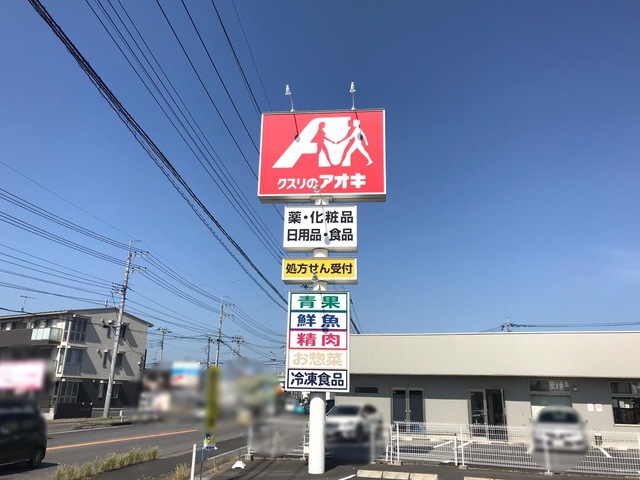 クスリのアオキ
薬・化粧品
日用品・食品
処方せん受付
青果
鮮魚
精肉
お惣菜
冷凍食品